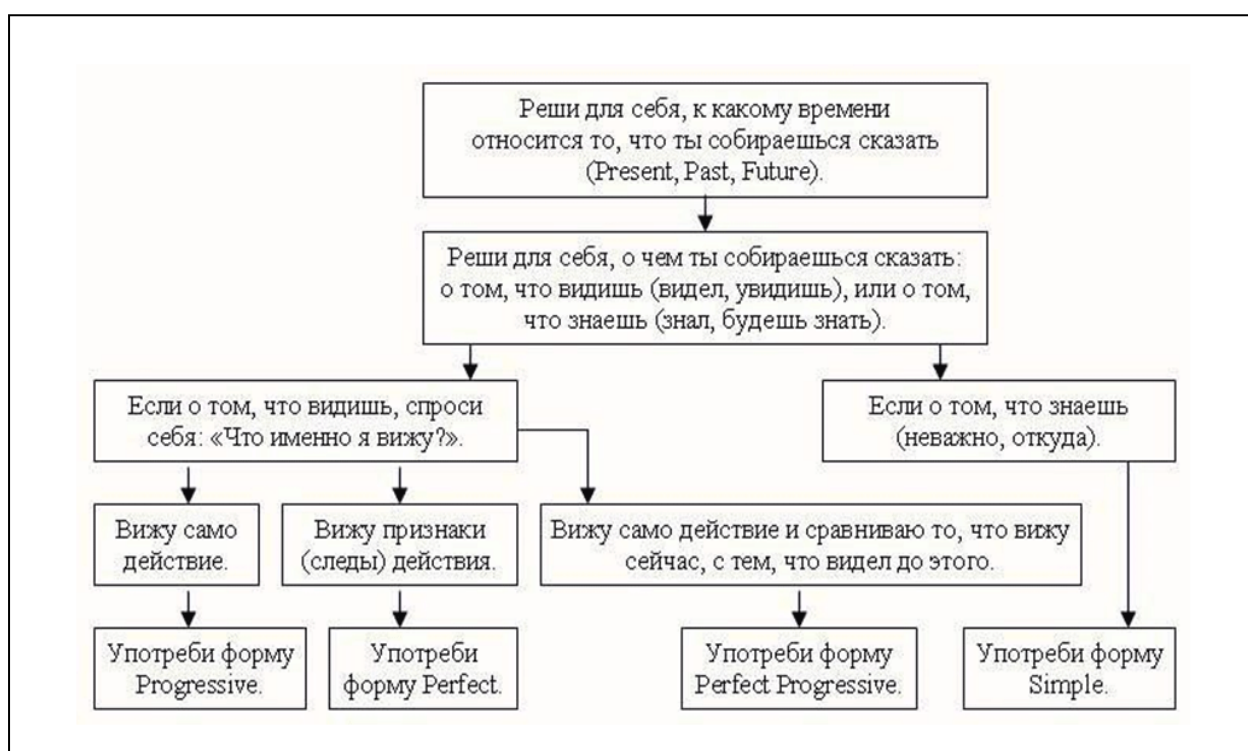 Реши для себя, к какому времени
относится то, что ты собираешься сказать
(Present, Past, Future).
Реши для себя, о чем ты собираешься сказать:
о том, что видишь (видел, увидишь), или о том,
что знаешь (знал, будешь знать).
Если о том, что видишь, спроси
себя: «Что именно я вижу?».
Если о том, что знаешь
(неважно, откуда).
Вижу само
действие.
Вижу признаки
(следы) действия.
Вижу само действие и сравниваю то, что вижу
сейчас, с тем, что видел до этого.
Употреби форму
Progressive.
Употреби
форму Perfect.
Употреби форму
Perfect Progressive.
Употреби форму
Simple.